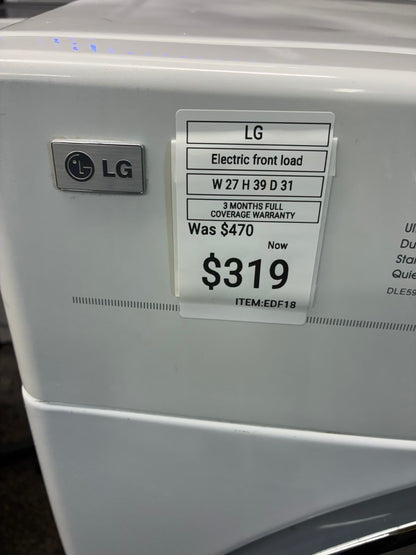 LG
LG
Electric front load
W 27 H 39 D 31
3 MONTHS FULL
COVERAGE WARRANTY
Was $470
Now
$319
ITEM:EDF18